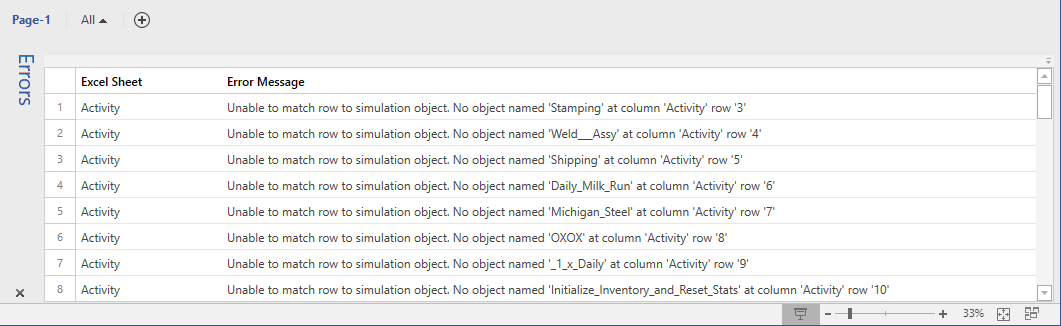 Page-1 All
Errors
Excel Sheet Error Message
1 Activity Unable to match row to simulation object. No object named 'Stamping' at column 'Activity' row '3'
2 Activity Unable to match row to simulation object. No object named 'Weld___Assy' at column 'Activity' row '4'
3 Activity Unable to match row to simulation object. No object named 'Shipping' at column 'Activity' row '5'
4 Activity Unable to match row to simulation object. No object named 'Daily_Milk_Run' at column 'Activity' row '6'
5 Activity Unable to match row to simulation object. No object named 'Michigan_Steel' at column 'Activity' row '7'
6 Activity Unable to match row to simulation object. No object named 'OXOX' at column 'Activity' row '8'
7 Activity Unable to match row to simulation object. No object named '_1_x_Daily' at column 'Activity' row '9'
8 Activity Unable to match row to simulation object. No object named 'Initialize_Inventory_and_Reset_Stats' at column 'Activity' row '10'
33%